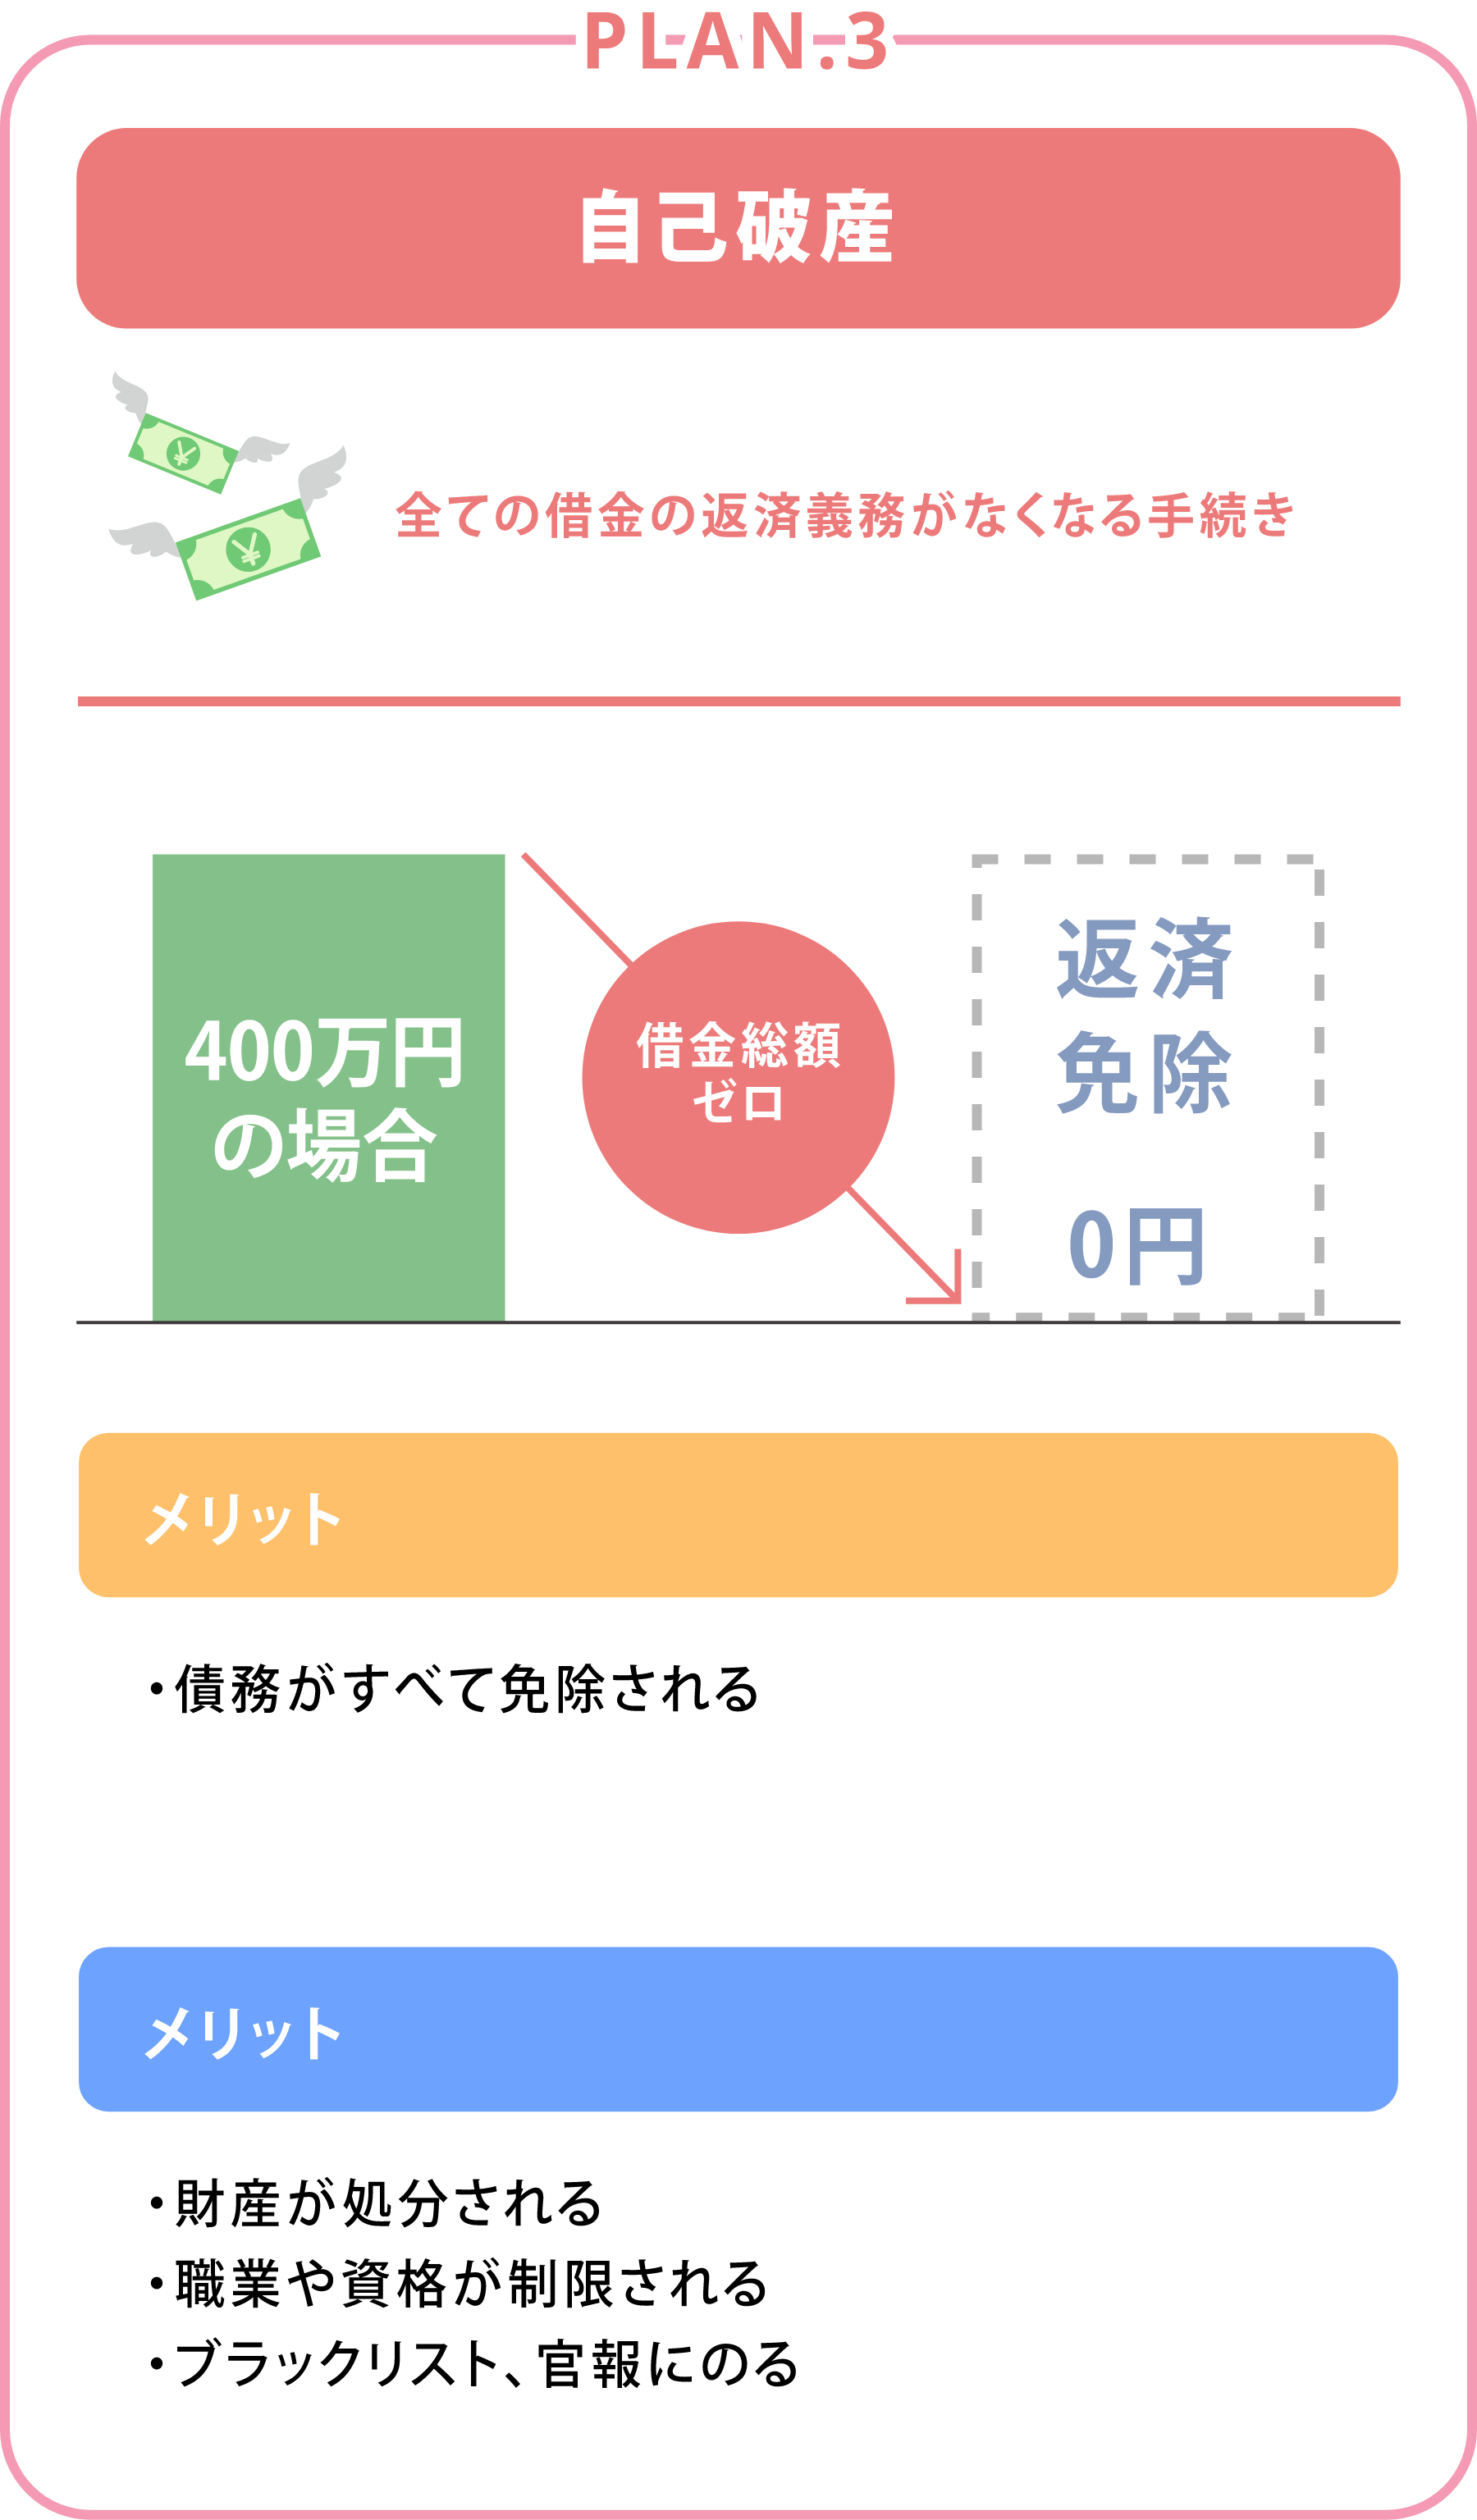 PLAN.3
自己破産
全ての借金の返済義務がなくなる手続き
400万円
の場合
借金総額
ゼロ
返済
免除
0円
メリット
・債務がすべて免除される
メリット
・財産が処分される
・職業や資格が制限される
・ブラックリスト、官報にのる